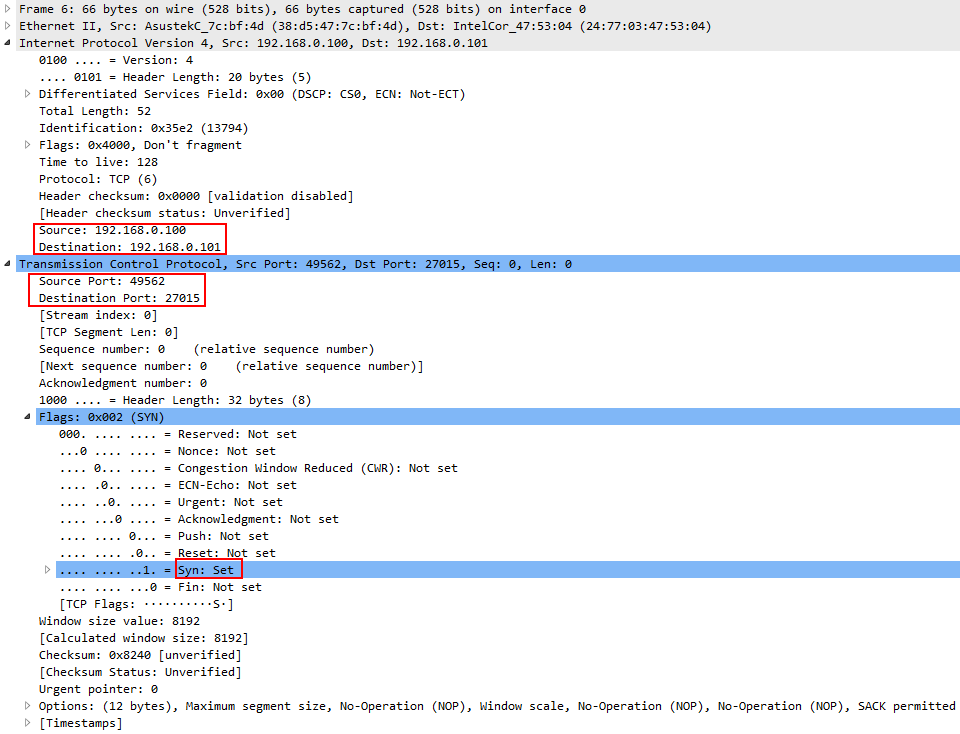 Frame 6: 66 bytes on wire (528 bits), 66 bytes captured (528 bits) on interface 0
Ethernet II, Src: AsustekC_7c:bf:4d (38:d5:47:7c:bf:4d), Dst: IntelCor_47:53:04 (24:77:03:47:53:04)
Internet Protocol Version 4, Src: 192.168.0.100, Dst: 192.168.0.101
0100 .... = Version: 4
.... 0101 = Header Length: 20 bytes (5)
Differentiated Services Field: 0x00 (DSCP: CS0, ECN: Not-ECT)
Total Length: 52
Identification: 0x35e2 (13794)
Flags: 0x4000, Don't fragment
Time to live: 128
Protocol: TCP (6)
Header checksum: 0x0000 [validation disabled]
[Header checksum status: Unverified]
Source: 192.168.0.100
Destination: 192.168.0.101
Transmission Control Protocol, Src Port: 49562, Dst Port: 27015, Seq: 0, Len: 0
Source Port: 49562
Destination Port: 27015
[Stream index: 0]
[TCP Segment Len: 0]
Sequence number: 0    (relative sequence number)
[Next sequence number: 0    (relative sequence number)]
Acknowledgment number: 0
1000 .... = Header Length: 32 bytes (8)
Flags: 0x002 (SYN)
000. .... .... = Reserved: Not set
...0 .... .... = Nonce: Not set
.... 0... .... = Congestion Window Reduced (CWR): Not set
.... .0.. .... = ECN-Echo: Not set
.... ..0. .... = Urgent: Not set
.... ...0 .... = Acknowledgment: Not set
.... .... 0... = Push: Not set
.... .... .0.. = Reset: Not set
.... .... ..1. = Syn: Set
.... .... ...0 = Fin: Not set
[TCP Flags: ··········S·]
Window size value: 8192
[Calculated window size: 8192]
Checksum: 0x8240 [unverified]
[Checksum Status: Unverified]
Urgent pointer: 0
Options: (12 bytes), Maximum segment size, No-Operation (NOP), Window scale, No-Operation (NOP), No-Operation (NOP), SACK permitted
[Timestamps]